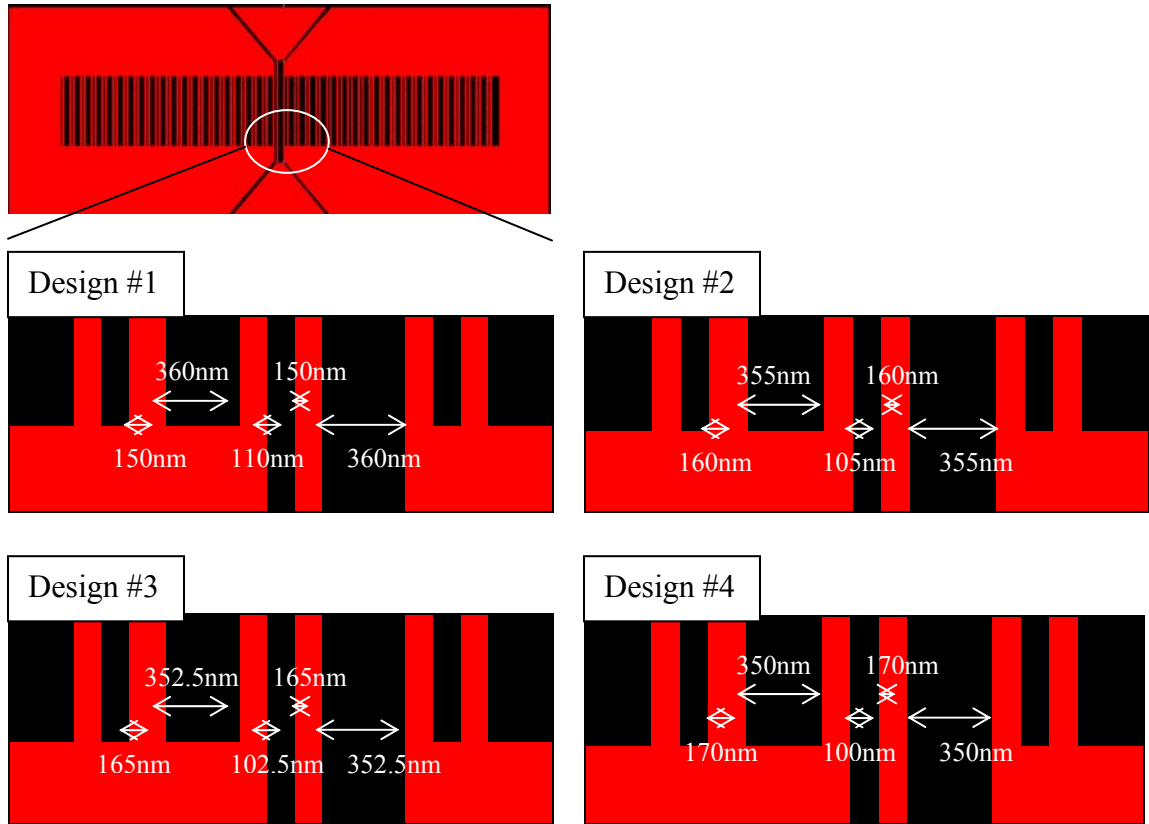 Design #1
360nm 150nm
150nm 110nm 360nm
Design #2
355nm 160nm
160nm 105nm 355nm
Design #3
352.5nm 165nm
165nm 102.5nm 352.5nm
Design #4
350nm 170nm
170nm 100nm 350nm